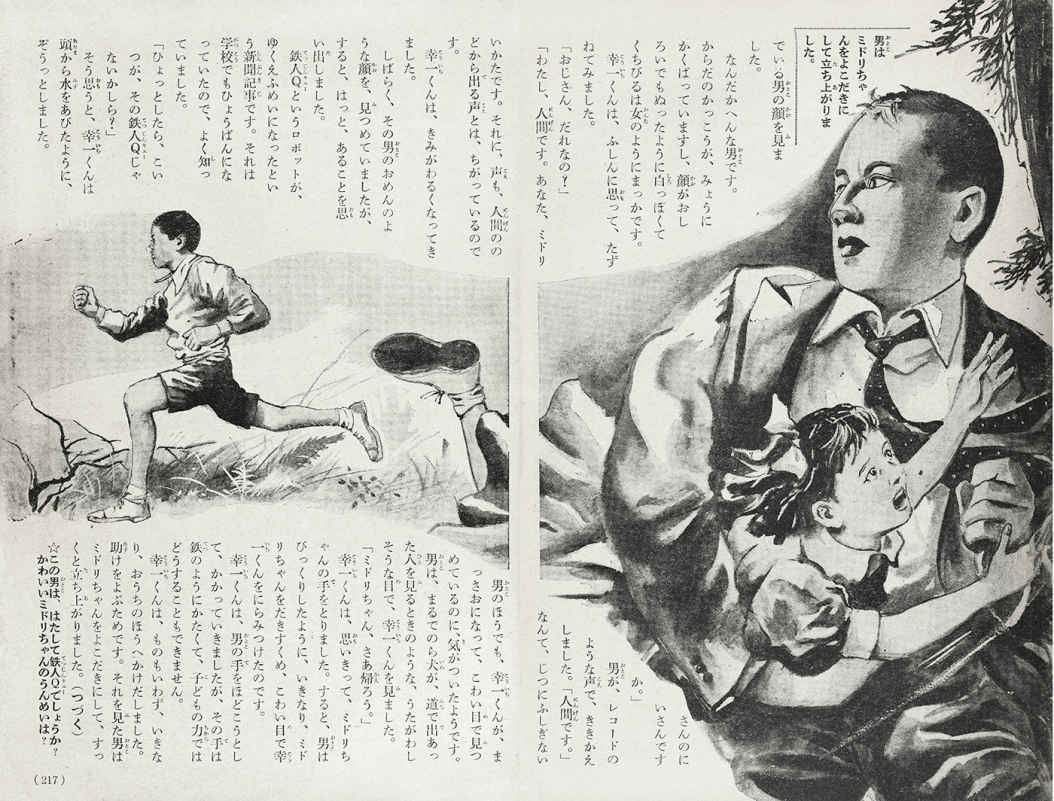 男は
ミドリちゃ
んをよこだきに
して立ち上がりま
した。
でいる男の顔を見ま
した。
なんだかへんな男です。
からだのかっこうが、みょうに
かくばっていますし、顔がおし
ろいでもぬったように白っぽくて
くちびるは女のようにまっかです。
幸一くんは、ふしんに思って、たず
ねてみました。
「おじさん、だれなの？」
「わたし、人間です。あなた、ミドリ
さんのに
いさんです
か。」
男が、レコードの
ような声で、ききかえ
しました。「人間です。」
なんて、じつにふしぎない
いかたです。それに、声も、人間ののど
どから出る声とは、ちがっているので
す。
幸一くんは、きみがわるくなってき
ました。
しばらく、その男のおめんのよ
うな顔を、見つめていましたが、
すると、はっと、あることを思
い出しました。
鉄人Qというロボットが、
ゆくえふめいになったとい
う新聞記事です。それは
学校でもひょうばんにな
っていたので、よく知っ
ていました。
「ひょっとしたら、こい
つが、その鉄人Qじゃ
ないかしら？」
そう思うと、幸一くんは
頭から水をあびたように、
ぞうっとしました。
男のほうでも、幸一くんが、ま
っさおになって、こわい目で見つ
めているのに、気がついたようです。
男は、まるでのら犬が、道で出あっ
た人を見るときのような、うたがわし
そうな目で、幸一くんを見ました。
「ミドリちゃん、さあ帰ろう。」
幸一くんは、思いきって、ミドリち
ゃんの手をとりました。すると、男は
びっくりしたように、いきなり、ミド
リちゃんをだきすくめ、こわい目で幸
一くんをにらみつけたのです。
幸一くんは、男の手をほどこうとし
て、かかっていきましたが、その手は
鉄のようにかたくて、子どもの力では
どうすることもできません。
幸一くんは、ものもいわず、いきな
り、おうちのほうへかけだしました。
助けをよぶためです。それを見た男は
ミドリちゃんをよこだきにして、すっ
くと立ち上がりました。（つづく）
☆この男は、はたして鉄人Qでしょうか？
かわいいミドリちゃんのうんめいは？
（217）